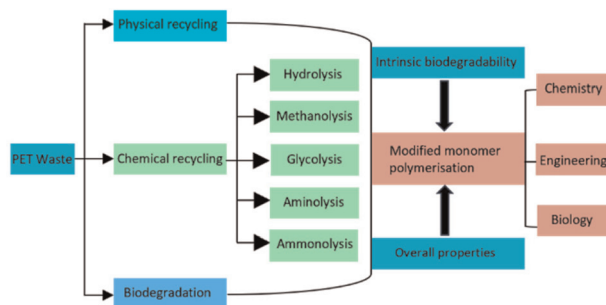 Physical recycling
Hydrolysis
Methanolysis
PET Waste
Chemical recycling
Glycolysis
Aminolysis
Ammonolysis
Biodegradation
Intrinsic biodegradability
Modified monomer
polymerisation
Overall properties
Chemistry
Engineering
Biology